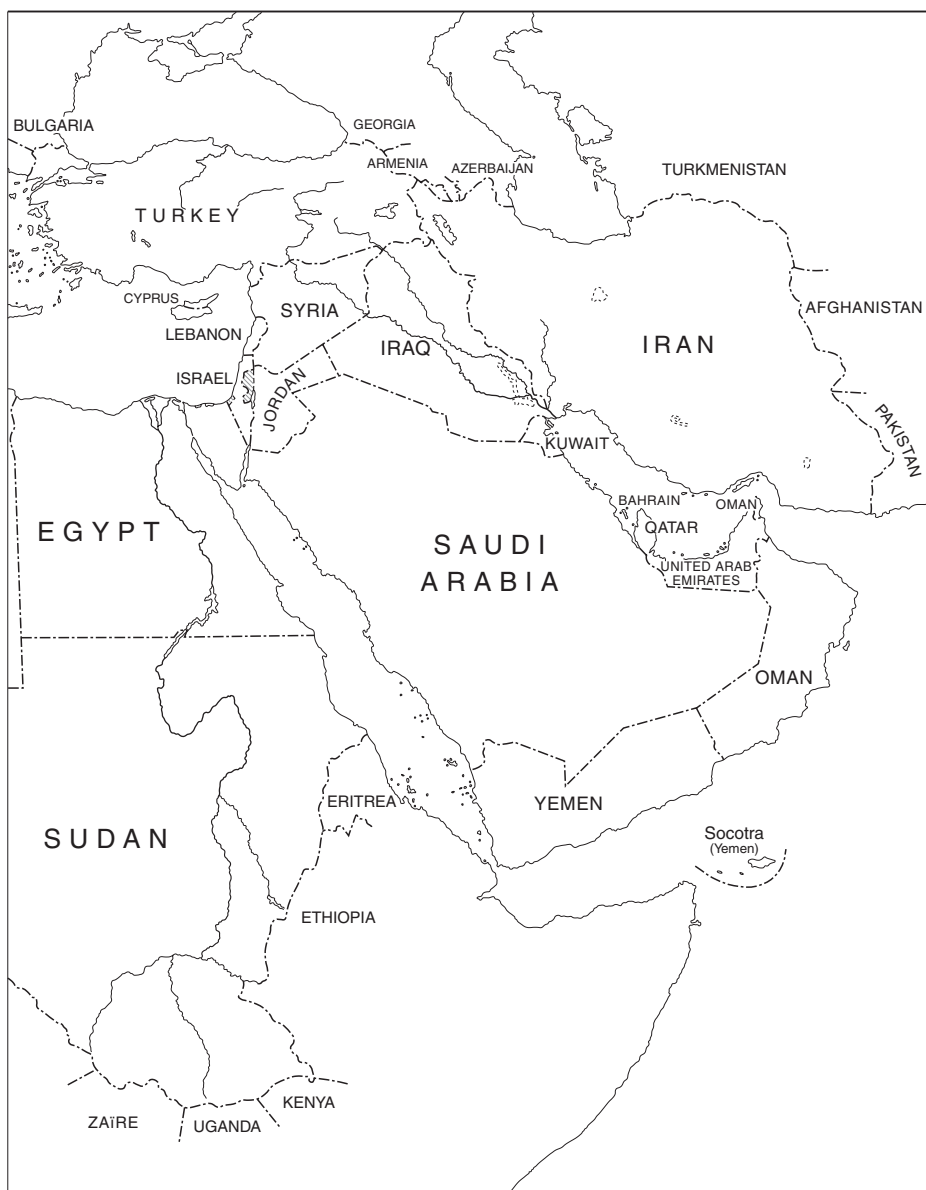 BULGARIA
GEORGIA
ARMENIA
AZERBAIJAN
TURKMENISTAN
TURKEY
CYPRUS
SYRIA
AFGHANISTAN
LEBANON
IRAQ
IRAN
ISRAEL
JORDAN
PAKISTAN
KUWAIT
BAHRAIN
OMAN
EGYPT
QATAR
SAUDI
ARABIA
UNITED ARAB
EMIRATES
OMAN
ERITREA
YEMEN
SUDAN
Socotra
(Yemen)
ETHIOPIA
KENYA
ZAïRE
UGANDA